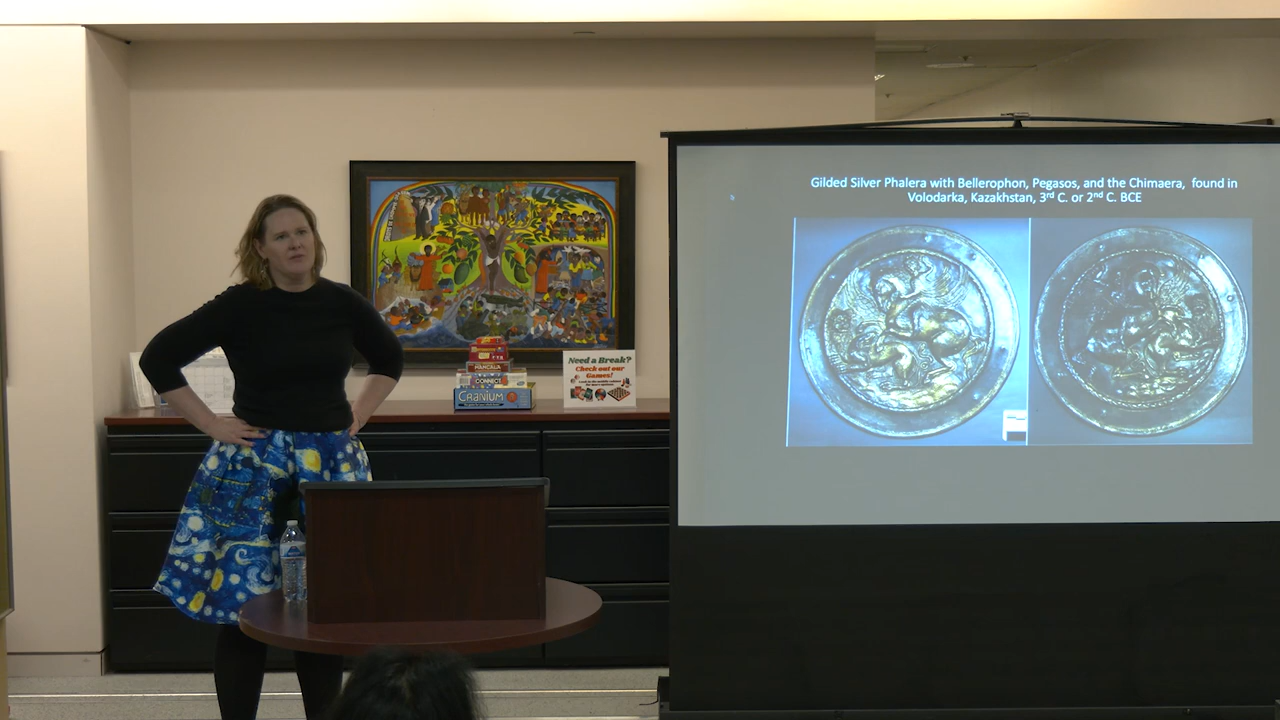 Gilded Silver Phalera with Bellerophon, Pegasos, and the Chimaera, found in
Volodarka, Kazakhstan, 3rd C. or 2nd C. BCE
Need a Break?
Check out our
Games!
MANCALA
CONNECT
CRANIUM